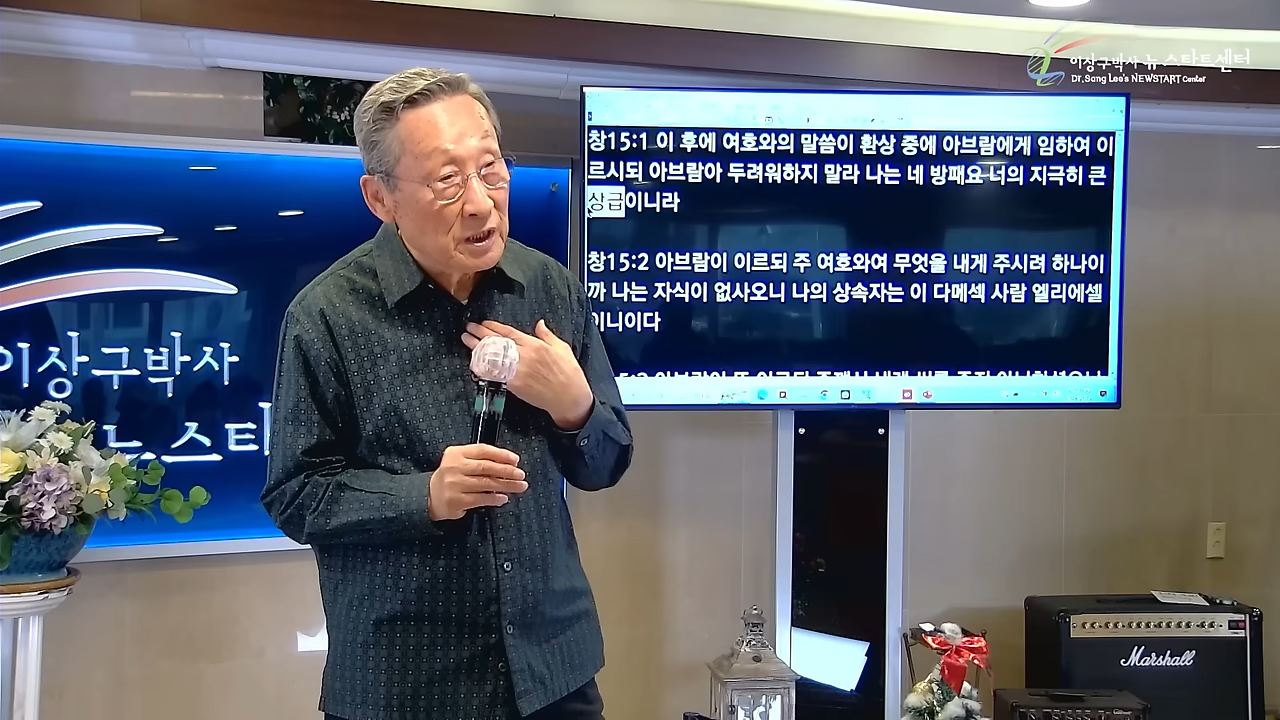 이상구박사 뉴스타트센터
Dr. Sang Lee's NEWSTART Center
창15:1 이 후에 여호와의 말씀이 환상 중에 아브람에게 임하여 이
르시되 아브람아 두려워하지 말라 나는 네 방패요 너의 지극히 큰
상급이니라
창15:2 아브람이 이르되 주 여호와여 무엇을 내게 주시려 하나이
까 나는 자식이 없사오니 나의 상속자는 이 다메섹 사람 엘리에셀
이니이다
이상구박사
뉴스타
Marshall